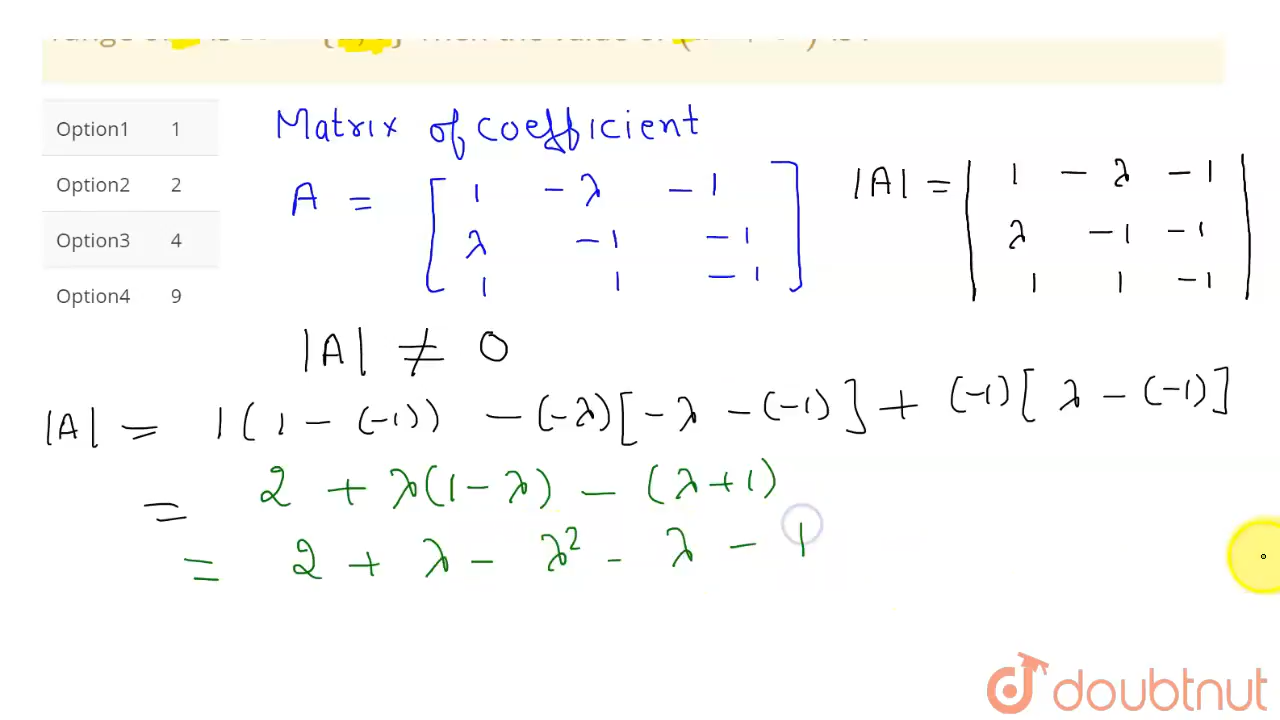 Option1 1
Option2 2
Option3 4
Option4 9
Matrix of coefficient
A = [ 1 -λ -1
λ -1 -1
1 1 -1 ]
|A| = | 1 -λ -1
λ -1 -1
1 1 -1 |
|A| ≠ 0
|A| = 1(1-(-1)) -(-λ)[-λ-(-1)] + (-1)[λ-(-1)]
= 2 + λ(1-λ) - (λ+1)
= 2 + λ - λ² - λ - 1
doubtnut